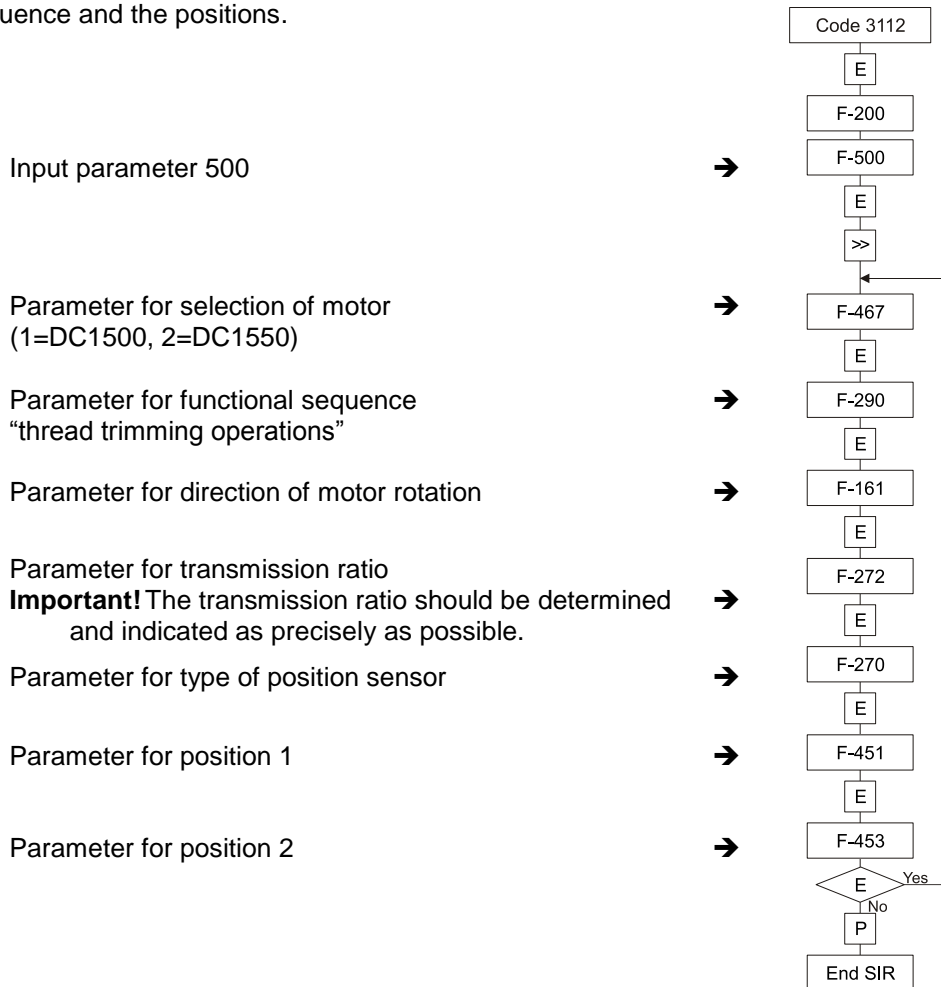 uence and the positions.
Code 3112
E
F-200
Input parameter 500 ➔ F-500
E
>>
Parameter for selection of motor ➔ F-467
(1=DC1500, 2=DC1550)
E
Parameter for functional sequence ➔ F-290
“thread trimming operations”
E
Parameter for direction of motor rotation ➔ F-161
E
Parameter for transmission ratio F-272
Important! The transmission ratio should be determined ➔
and indicated as precisely as possible.
E
Parameter for type of position sensor ➔ F-270
E
Parameter for position 1 ➔ F-451
E
Parameter for position 2 ➔ F-453
E Yes
No
P
End SIR